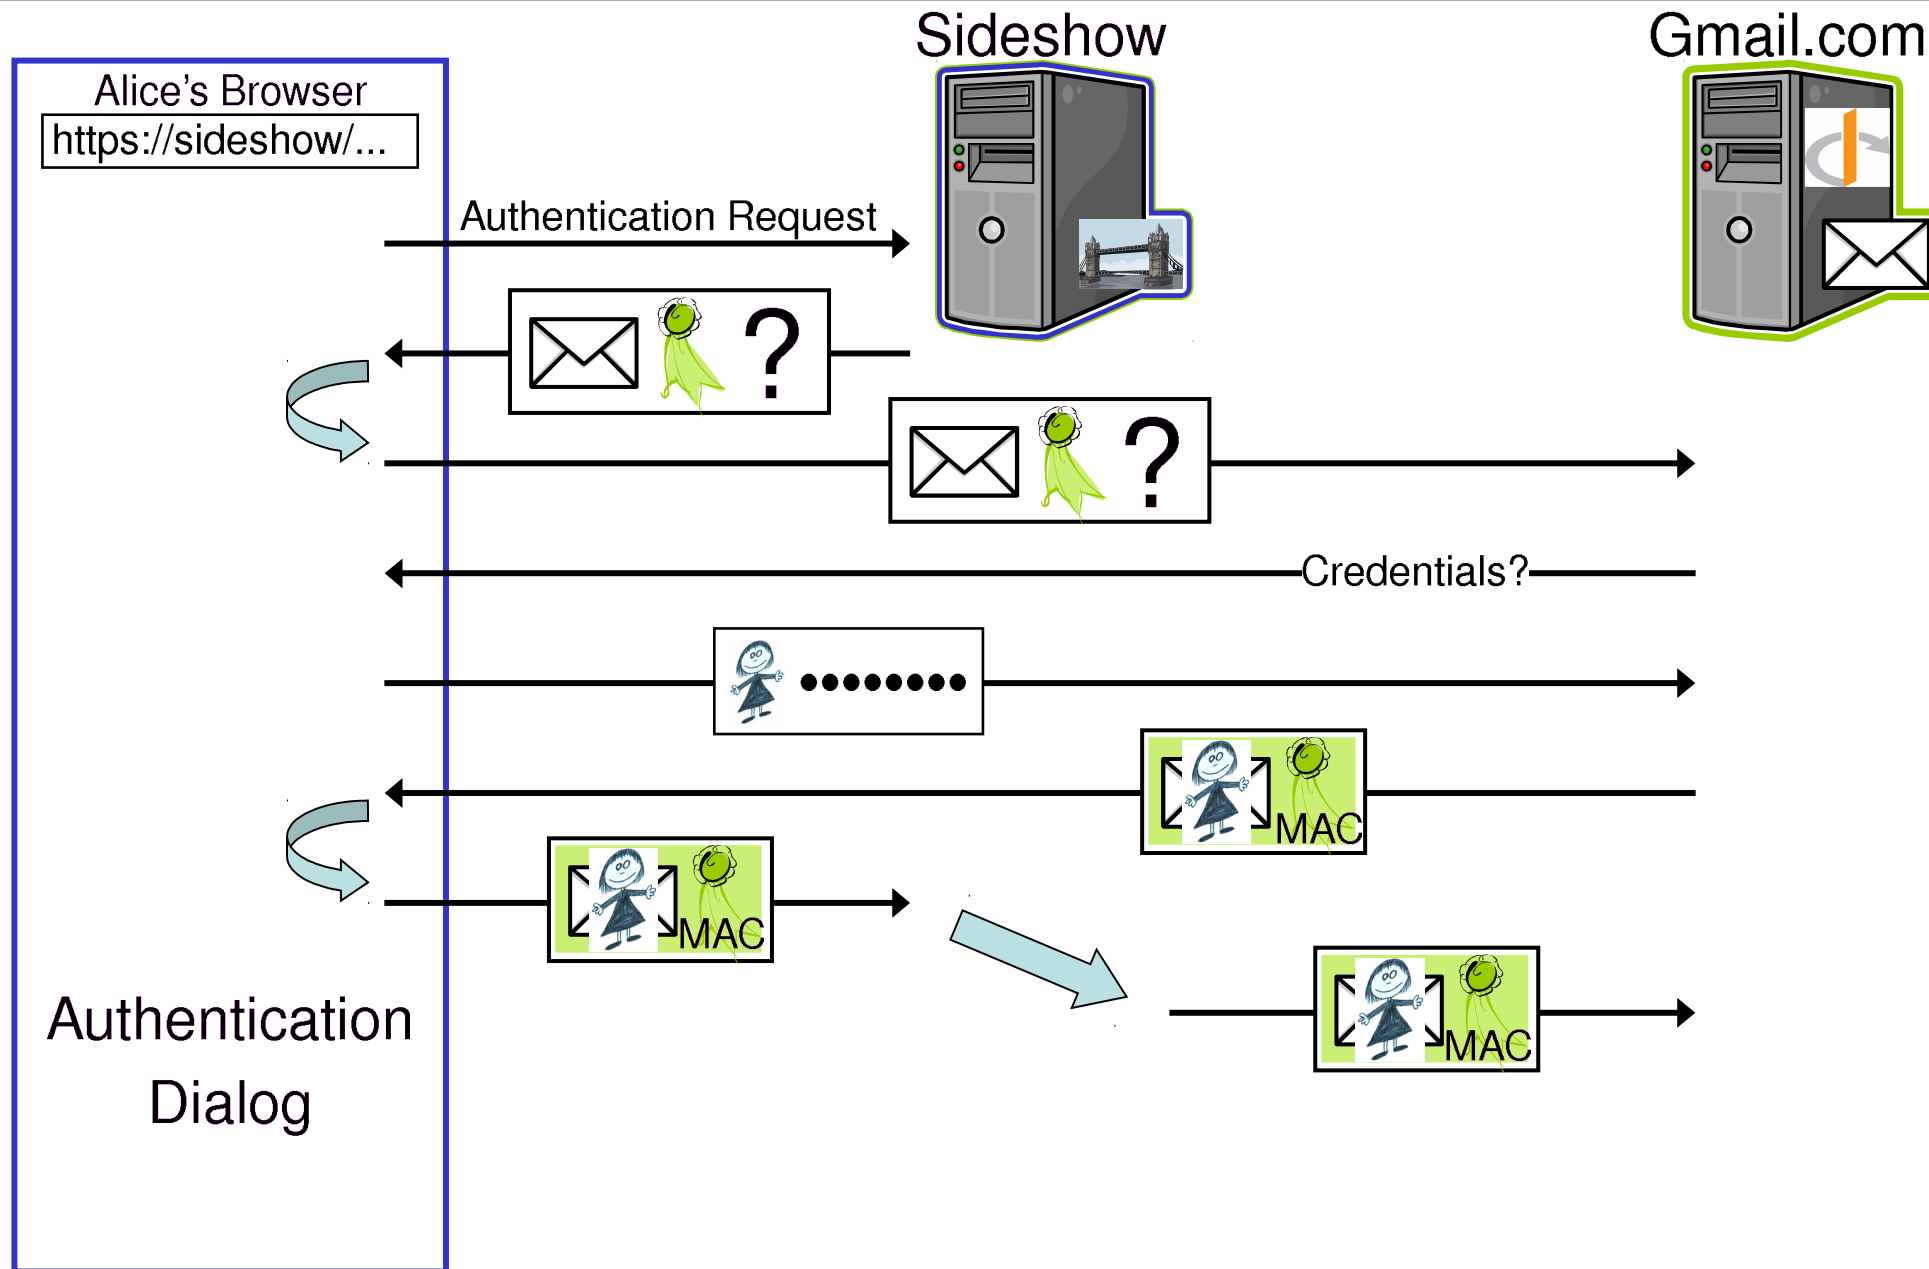 Sideshow
Gmail.com
Alice's Browser
https://sideshow/...
Authentication Request
?
?
Credentials?
MAC
MAC
MAC
Authentication
Dialog